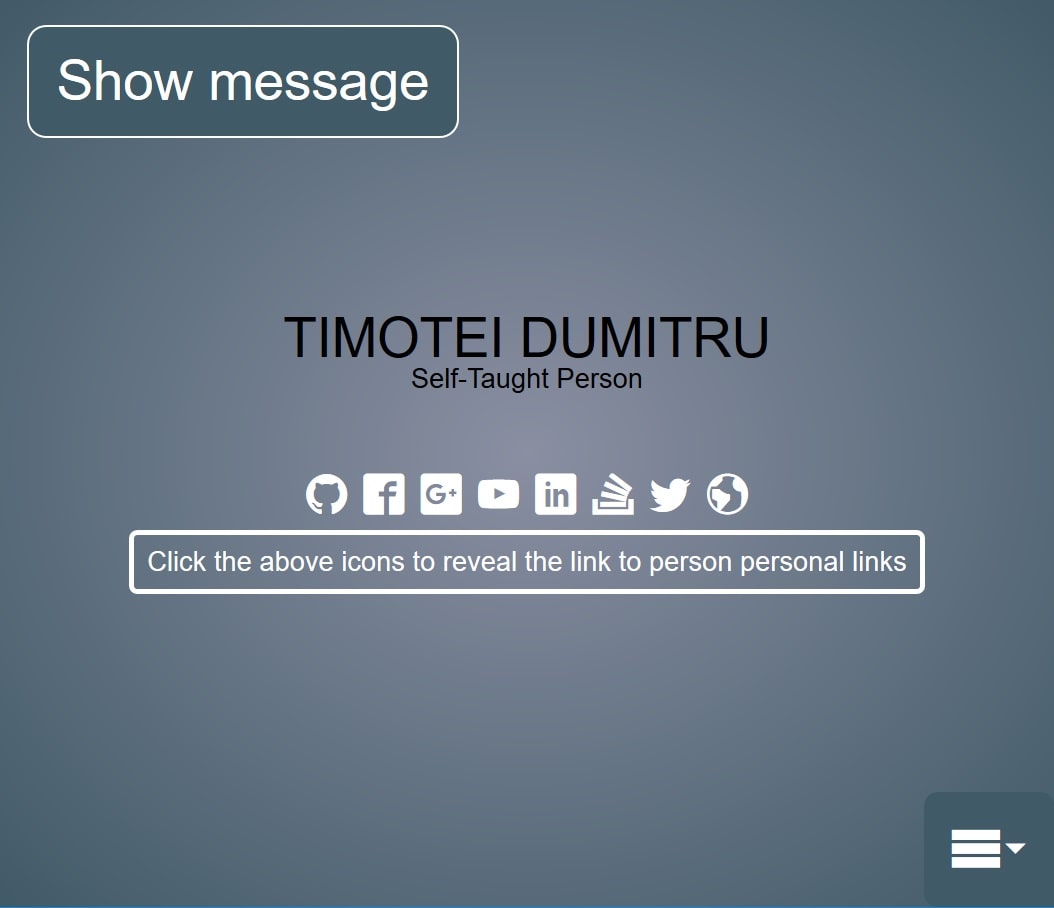 Show message
TIMOTEI DUMITRU
Self-Taught Person
Click the above icons to reveal the link to person personal links